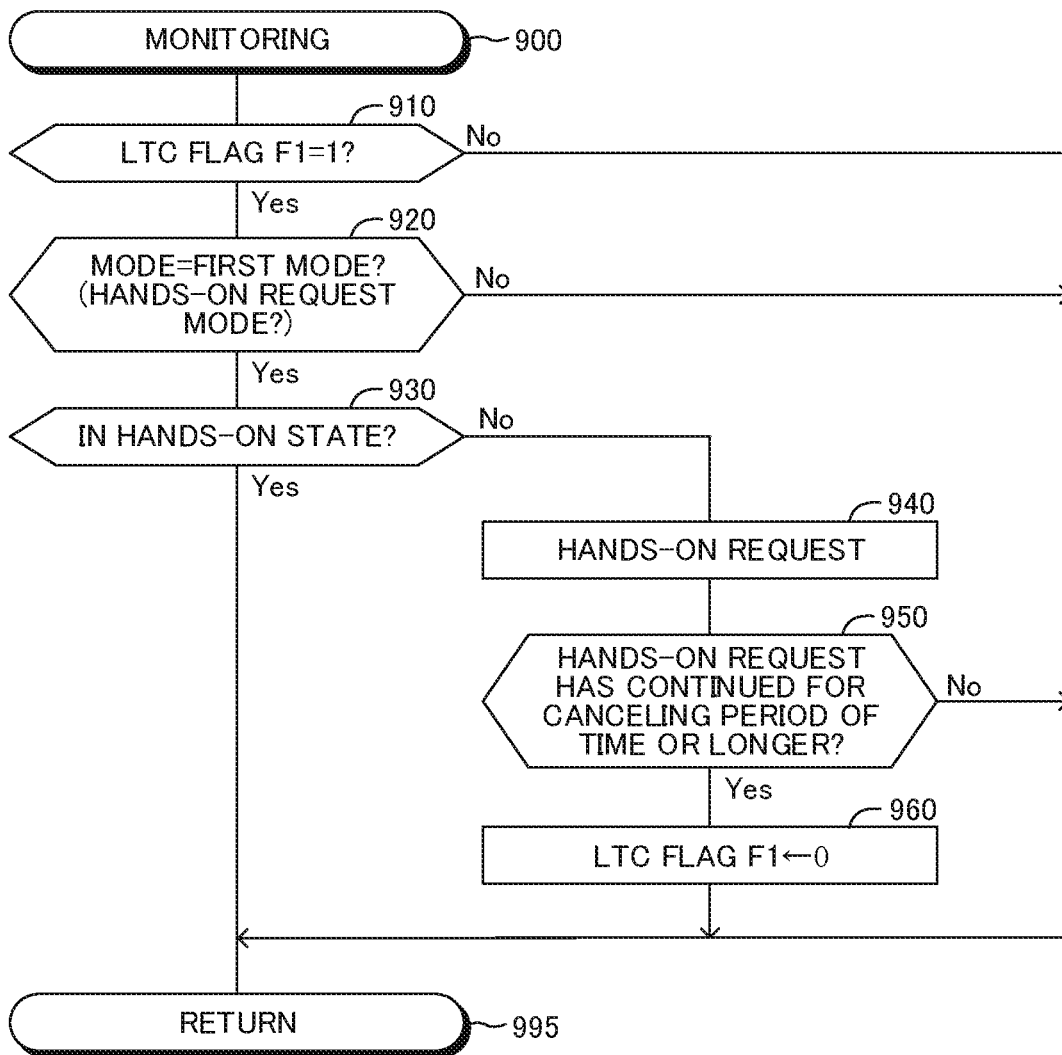 MONITORING
900
910
LTC FLAG F1=1?
No
Yes
920
MODE=FIRST MODE?
(HANDS-ON REQUEST
MODE?)
No
Yes
930
IN HANDS-ON STATE?
No
Yes
940
HANDS-ON REQUEST
950
HANDS-ON REQUEST
HAS CONTINUED FOR
CANCELING PERIOD OF
TIME OR LONGER?
No
Yes
960
LTC FLAG F1←0
RETURN
995